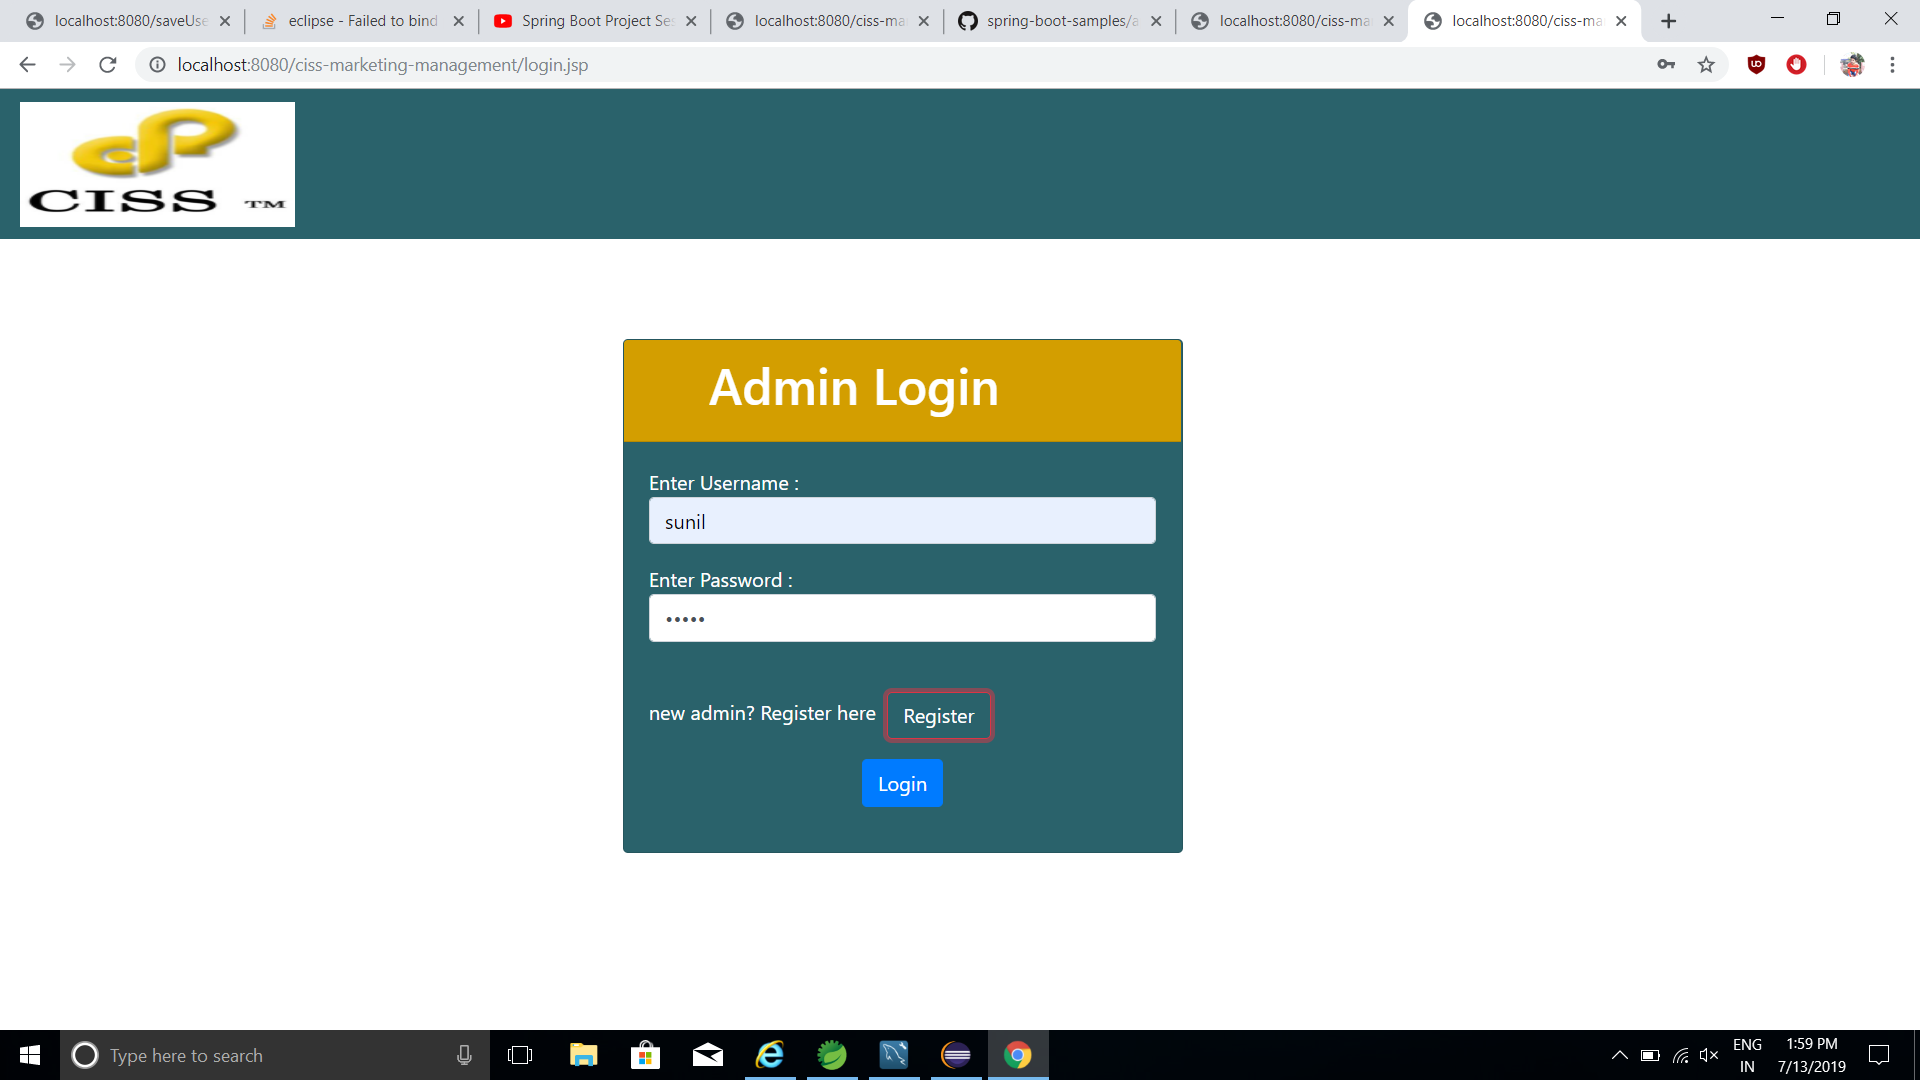 localhost:8080/saveUse
eclipse - Failed to bind
Spring Boot Project Ses
localhost:8080/ciss-ma
spring-boot-samples/a
localhost:8080/ciss-ma
localhost:8080/ciss-ma
localhost:8080/ciss-marketing-management/login.jsp
CISS TM
Admin Login
Enter Username :
sunil
Enter Password :
•••••
new admin? Register here Register
Login
Type here to search
ENG
IN
1:59 PM
7/13/2019